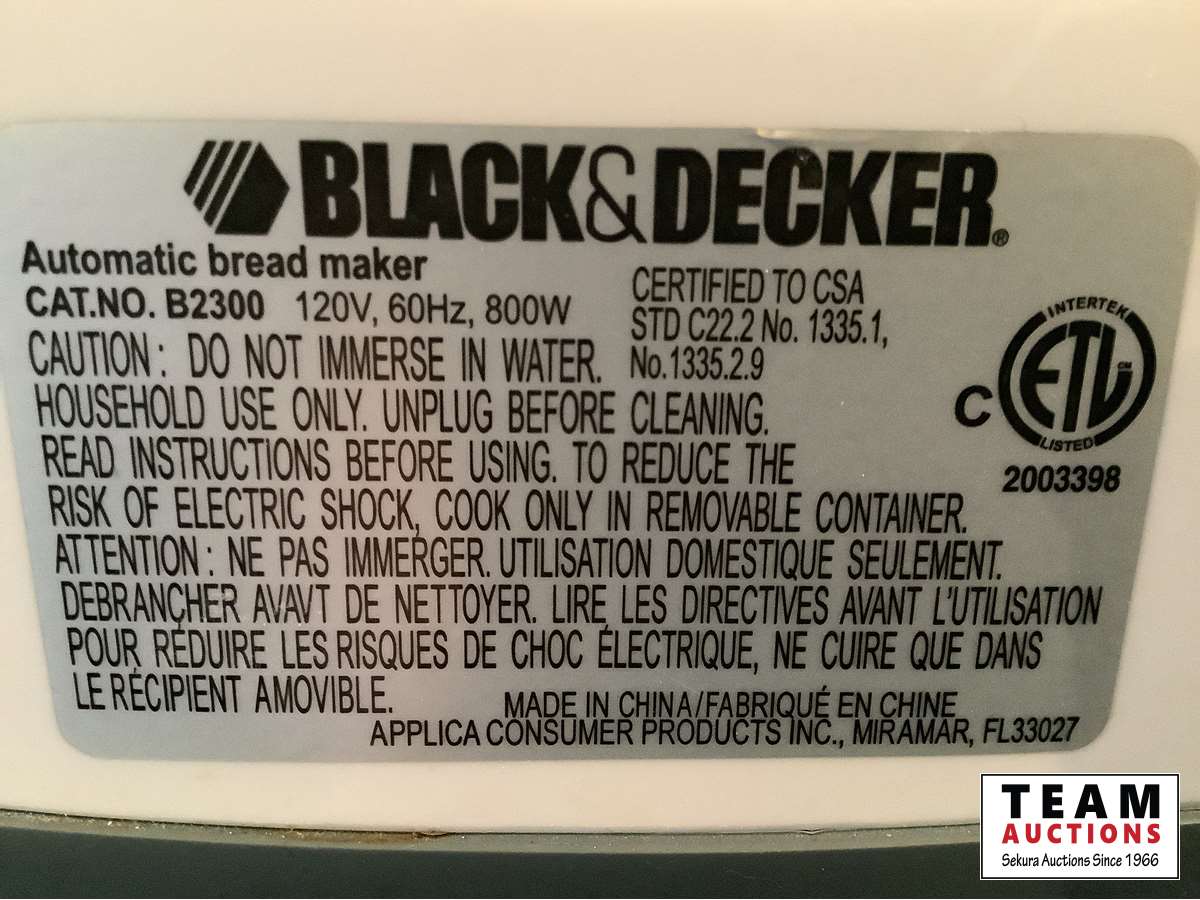 BLACK&DECKER®
Automatic bread maker
CAT.NO. B2300 120V, 60Hz, 800W
CERTIFIED TO CSA
STD C22.2 No. 1335.1,
No.1335.2.9
CAUTION : DO NOT IMMERSE IN WATER.
HOUSEHOLD USE ONLY. UNPLUG BEFORE CLEANING.
READ INSTRUCTIONS BEFORE USING. TO REDUCE THE
RISK OF ELECTRIC SHOCK, COOK ONLY IN REMOVABLE CONTAINER.
INTERTEK
C ETL CM
LISTED
2003398
ATTENTION : NE PAS IMMERGER. UTILISATION DOMESTIQUE SEULEMENT.
DEBRANCHER AVAVT DE NETTOYER. LIRE LES DIRECTIVES AVANT L'UTILISATION
POUR RÉDUIRE LES RISQUES DE CHOC ÉLECTRIQUE, NE CUIRE QUE DANS
LE RÉCIPIENT AMOVIBLE.
MADE IN CHINA/FABRIQUÉ EN CHINE
APPLICA CONSUMER PRODUCTS INC., MIRAMAR, FL33027
TEAM
AUCTIONS
Sekura Auctions Since 1966